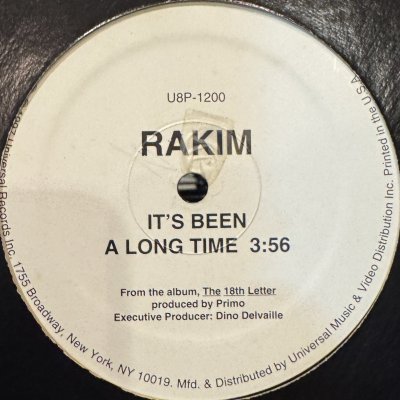 U8P-1200
RAKIM
IT'S BEEN
A LONG TIME 3:56
From the album, The 18th Letter
produced by Primo
Executive Producer: Dino Delvaille
Universal Records Inc. 1755 Broadway, New York, NY 10019. Mfd. & Distributed by Universal Music & Video Distribution Inc. Printed in the U.S.A.